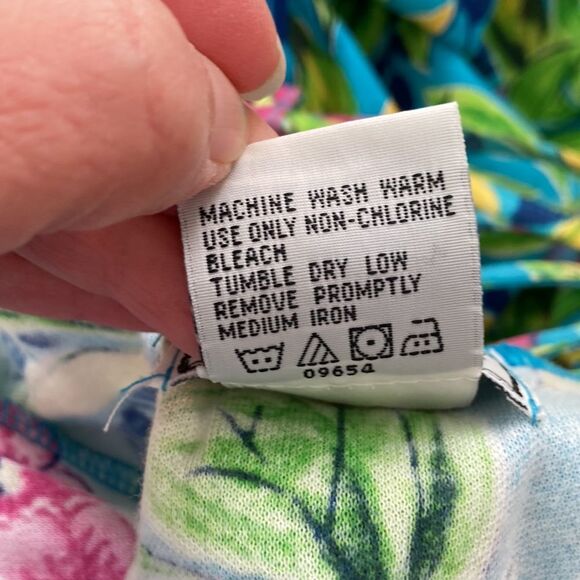 MACHINE WASH WARM
USE ONLY NON-CHLORINE
BLEACH
TUMBLE DRY LOW
REMOVE PROMPTLY
MEDIUM IRON
09654